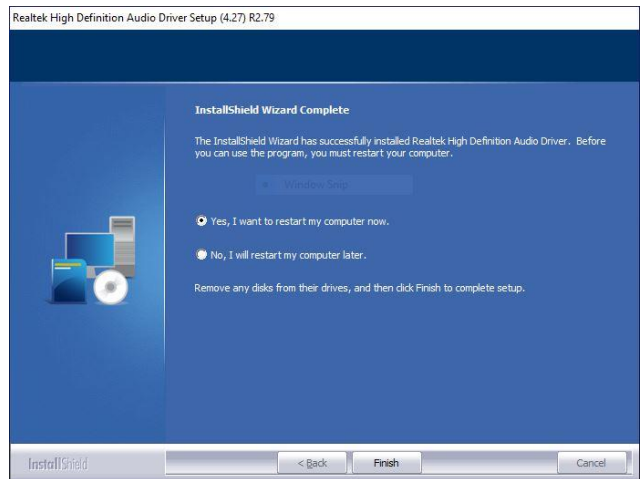 Realtek High Definition Audio Driver Setup (4.27) R2.79
InstallShield Wizard Complete
The InstallShield Wizard has successfully installed Realtek High Definition Audio Driver. Before
you can use the program, you must restart your computer.
Window Snip
Yes, I want to restart my computer now.
No, I will restart my computer later.
Remove any disks from their drives, and then click Finish to complete setup.
InstallShield
< Back
Finish
Cancel